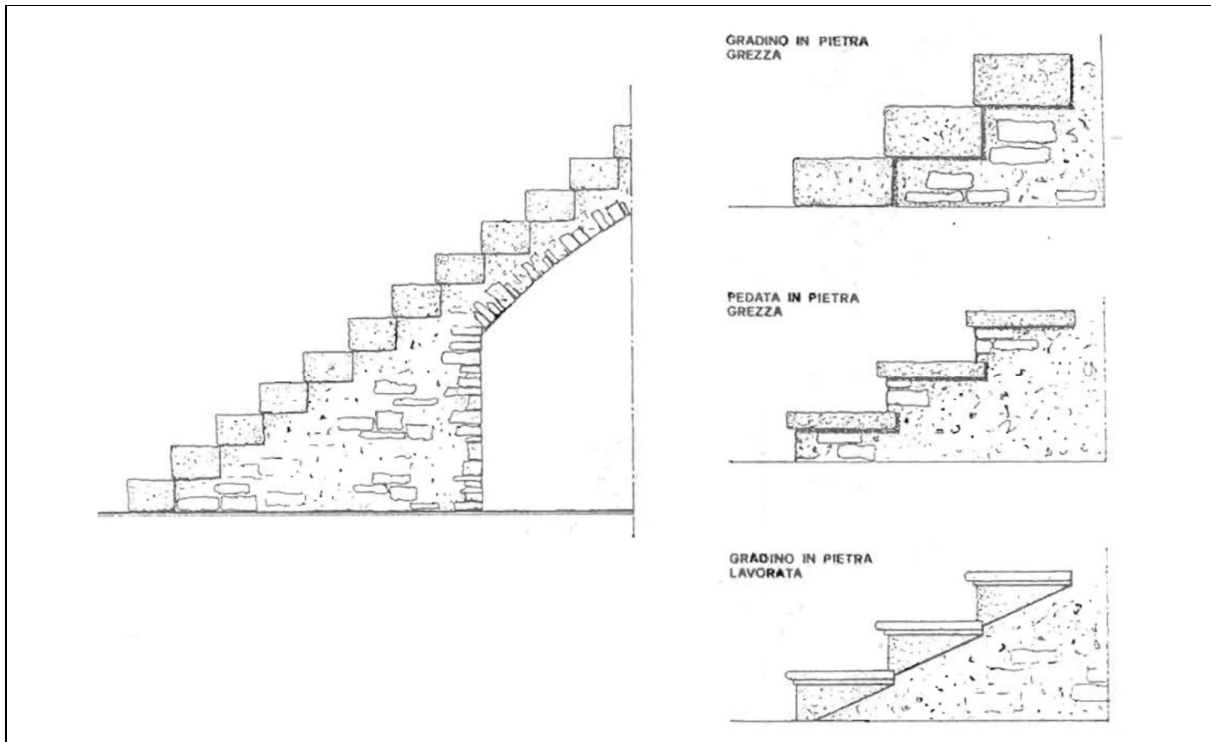 GRADINO IN PIETRA
GREZZA
PEDATA IN PIETRA
GREZZA
GRADINO IN PIETRA
LAVORATA